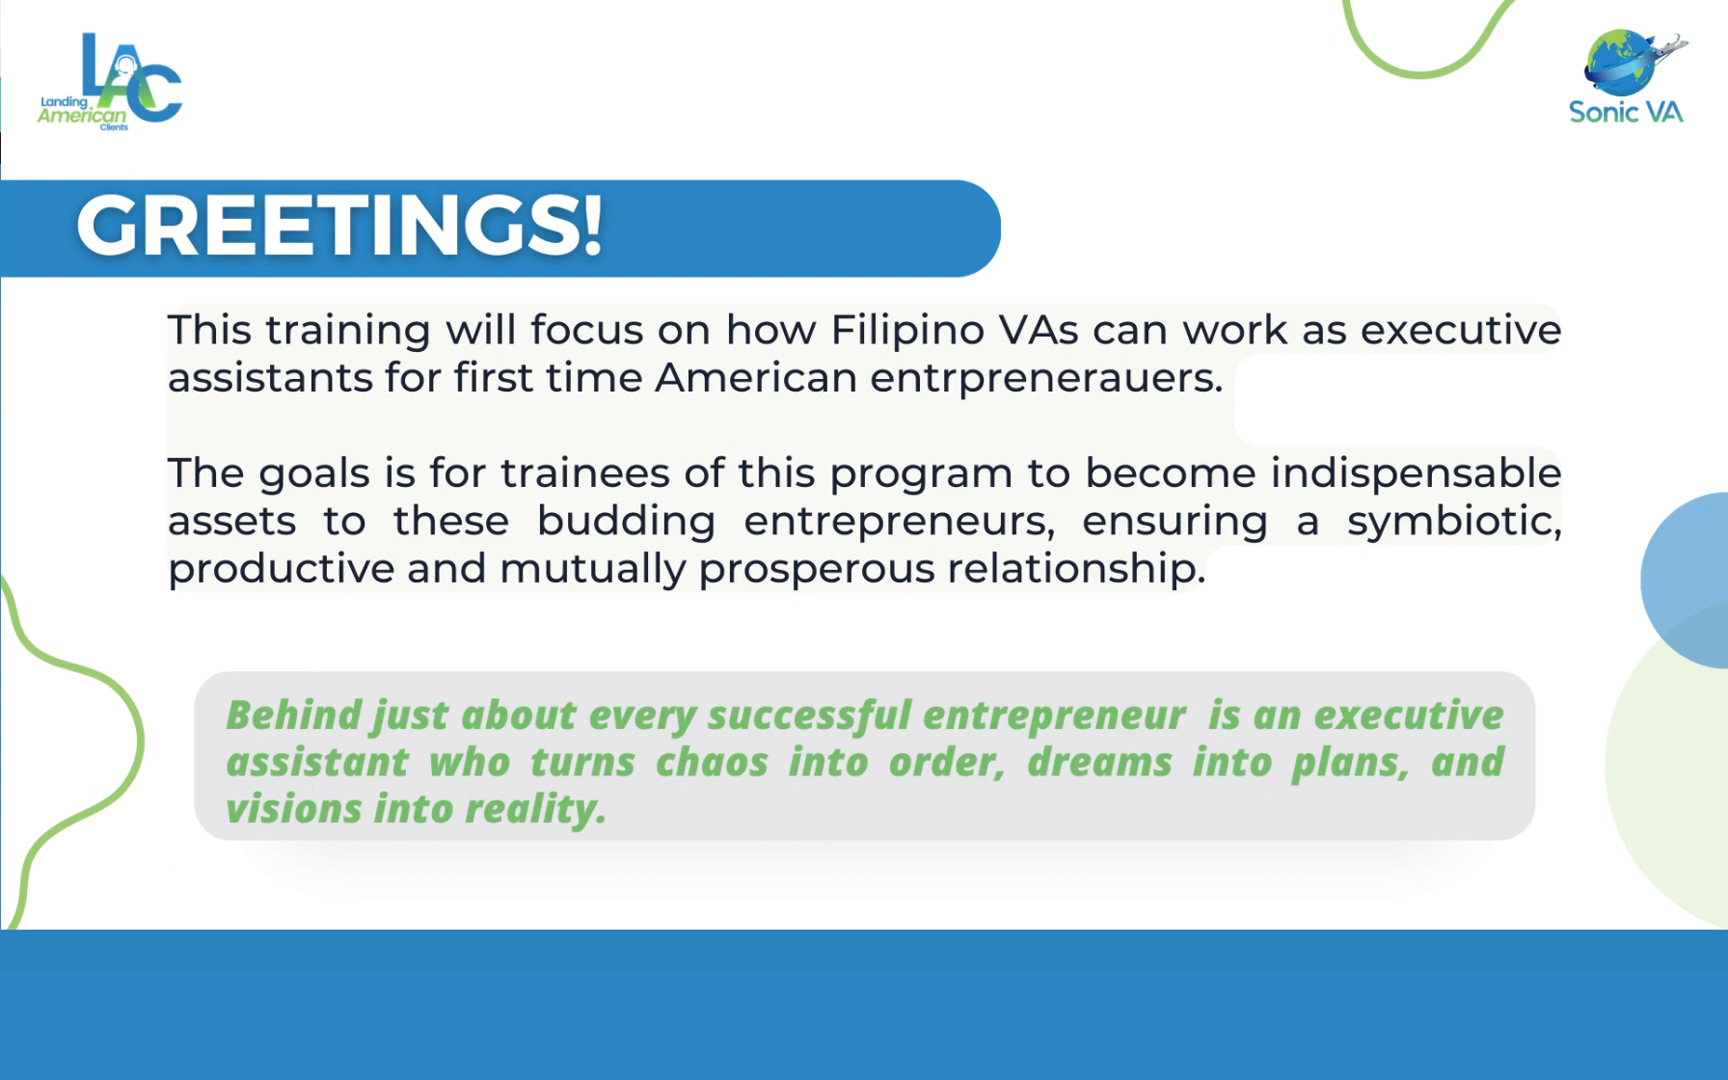 LAC
Landing
American
Clients
Sonic VA
GREETINGS!
This training will focus on how Filipino VAs can work as executive
assistants for first time American entrprenerauers.
The goals is for trainees of this program to become indispensable
assets to these budding entrepreneurs, ensuring a symbiotic,
productive and mutually prosperous relationship.
Behind just about every successful entrepreneur is an executive
assistant who turns chaos into order, dreams into plans, and
visions into reality.